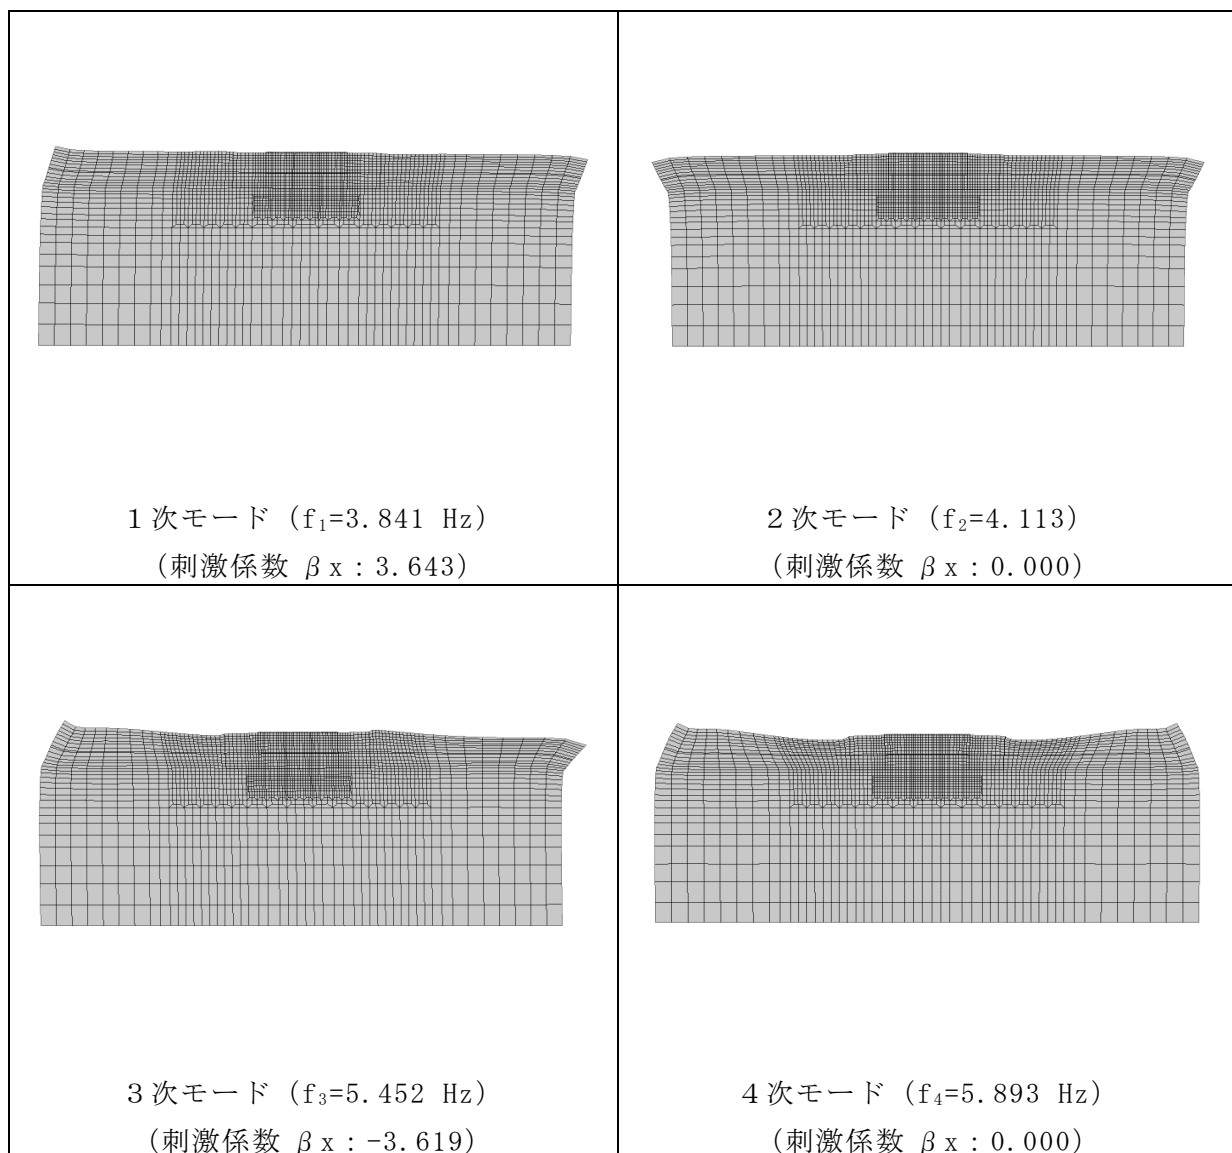 １次モード (f₁=3.841 Hz)
(刺激係数 βx：3.643)
２次モード (f₂=4.113)
(刺激係数 βx：0.000)
３次モード (f₃=5.452 Hz)
(刺激係数 βx：-3.619)
４次モード (f₄=5.893 Hz)
(刺激係数 βx：0.000)